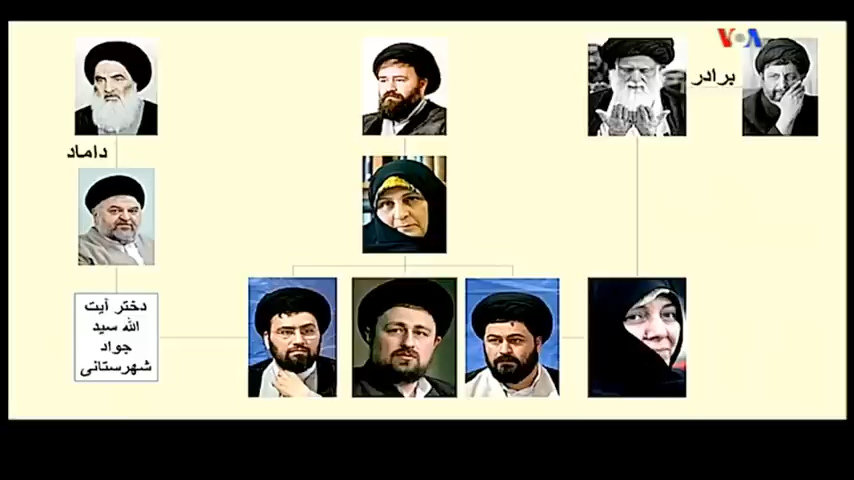 VOA
برادر
داماد
دختر آیت
الله سید
جواد
شهرستانی